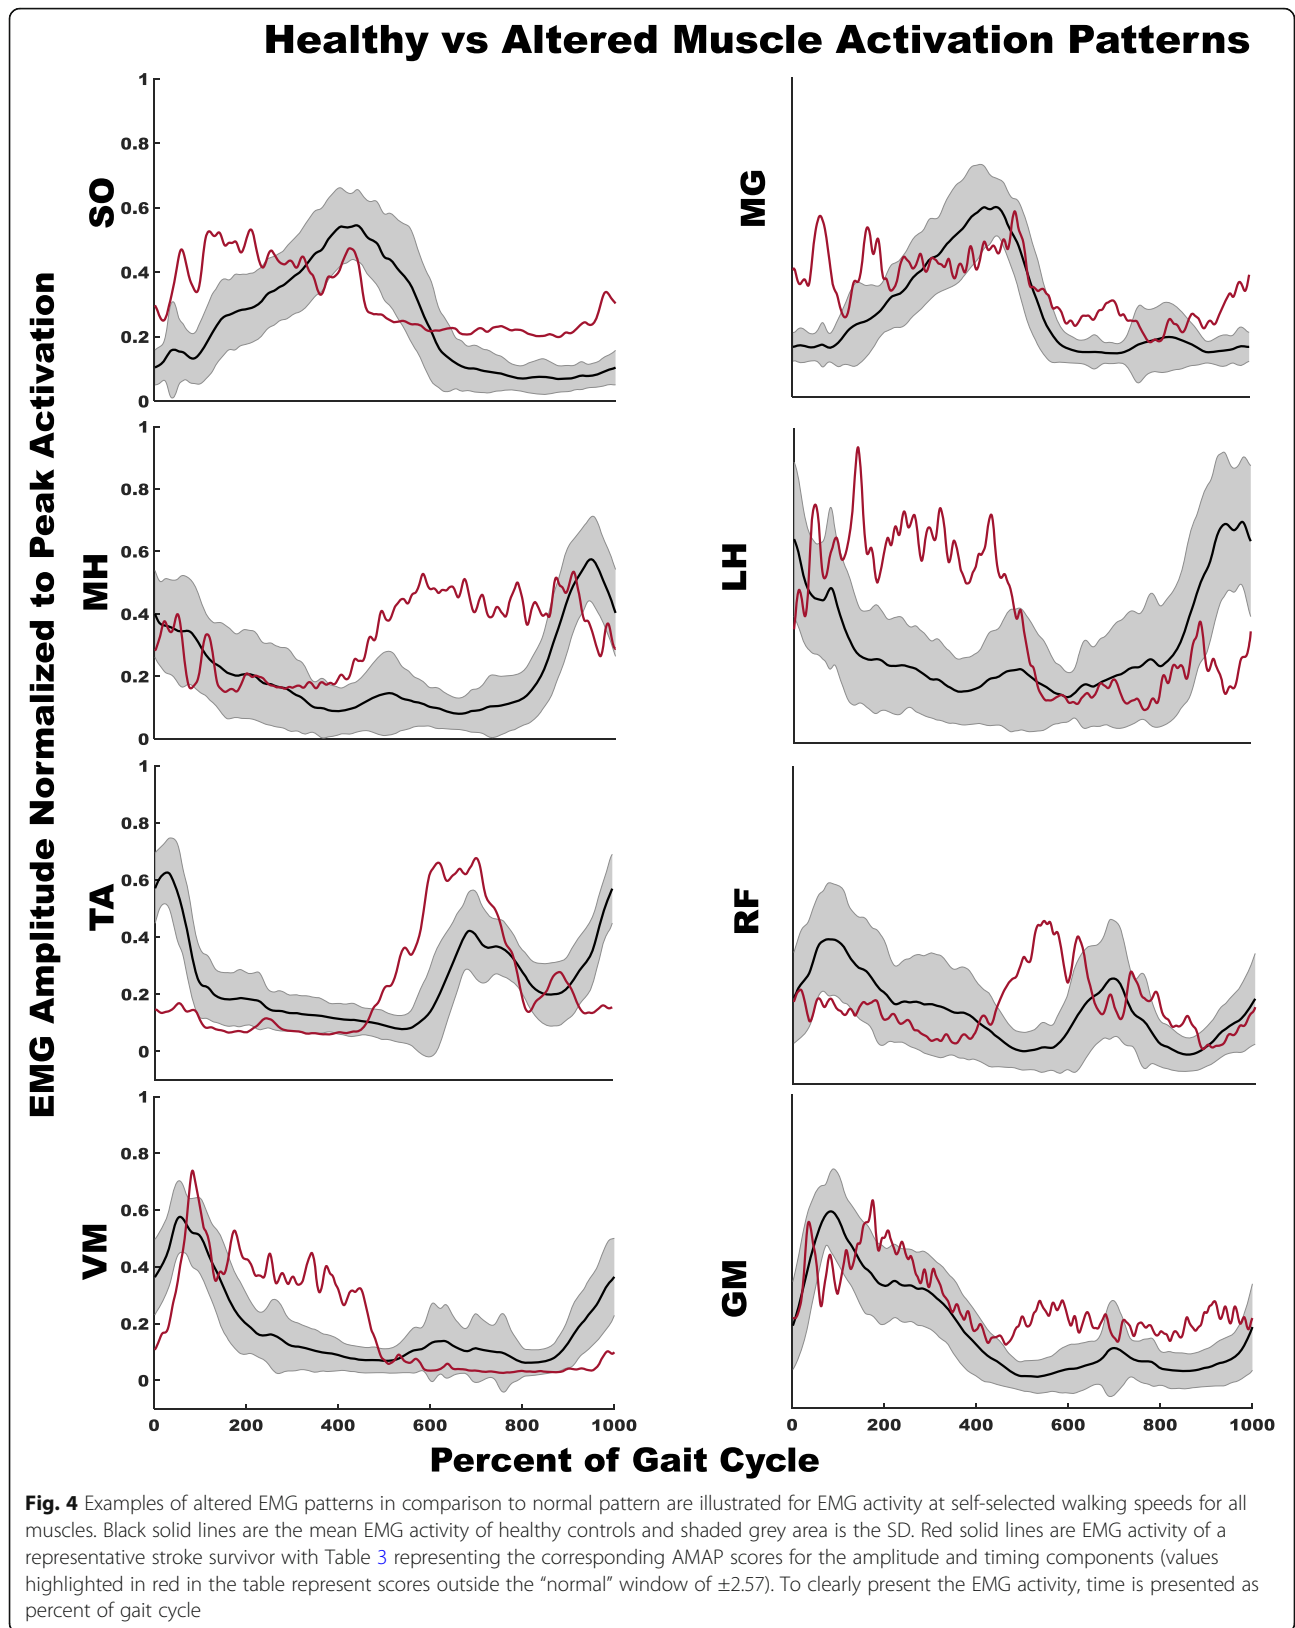 Healthy vs Altered Muscle Activation Patterns
EMG Amplitude Normalized to Peak Activation
SO
1
0.8
0.6
0.4
0.2
0
MG
MH
1
0.8
0.6
0.4
0.2
0
LH
TA
1
0.8
0.6
0.4
0.2
0
RF
VM
1
0.8
0.6
0.4
0.2
0
0 200 400 600 800 1000
GM
0 200 400 600 800 1000
Percent of Gait Cycle
Fig. 4 Examples of altered EMG patterns in comparison to normal pattern are illustrated for EMG activity at self-selected walking speeds for all
muscles. Black solid lines are the mean EMG activity of healthy controls and shaded grey area is the SD. Red solid lines are EMG activity of a
representative stroke survivor with Table 3 representing the corresponding AMAP scores for the amplitude and timing components (values
highlighted in red in the table represent scores outside the “normal” window of ±2.57). To clearly present the EMG activity, time is presented as
percent of gait cycle